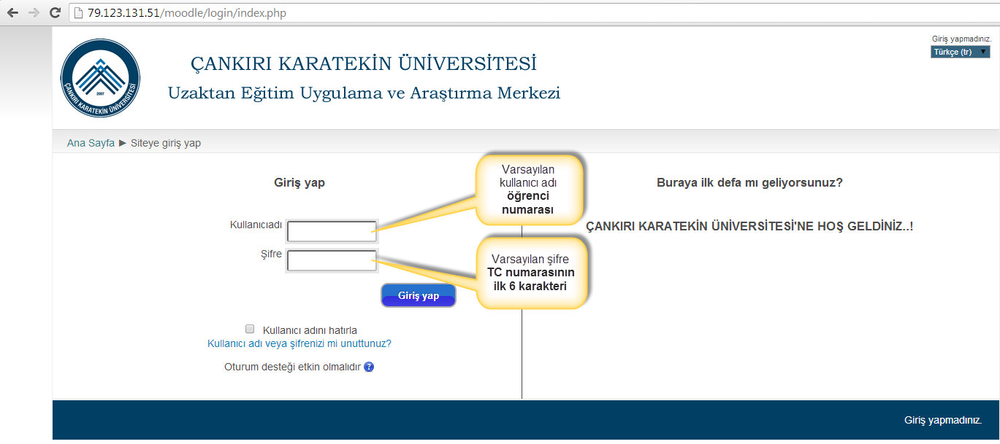 79.123.131.51/moodle/login/index.php
Giriş yapmadınız.
Türkçe (tr)
ÇANKIRI KARATEKİN ÜNİVERSİTESİ
Uzaktan Eğitim Uygulama ve Araştırma Merkezi
2007
ÇANKIRI KARATEKİN ÜNİVERSİTESİ
Ana Sayfa ► Siteye giriş yap
Giriş yap
Kullanıcıadı
Şifre
Giriş yap
Kullanıcı adını hatırla
Kullanıcı adı veya şifrenizi mi unuttunuz?
Oturum desteği etkin olmalıdır ?
Varsayılan
kullanıcı adı
öğrenci
numarası
Varsayılan şifre
TC numarasının
ilk 6 karakteri
Buraya ilk defa mı geliyorsunuz?
ÇANKIRI KARATEKİN ÜNİVERSİTESİ'NE HOŞ GELDİNİZ..!
Giriş yapmadınız.